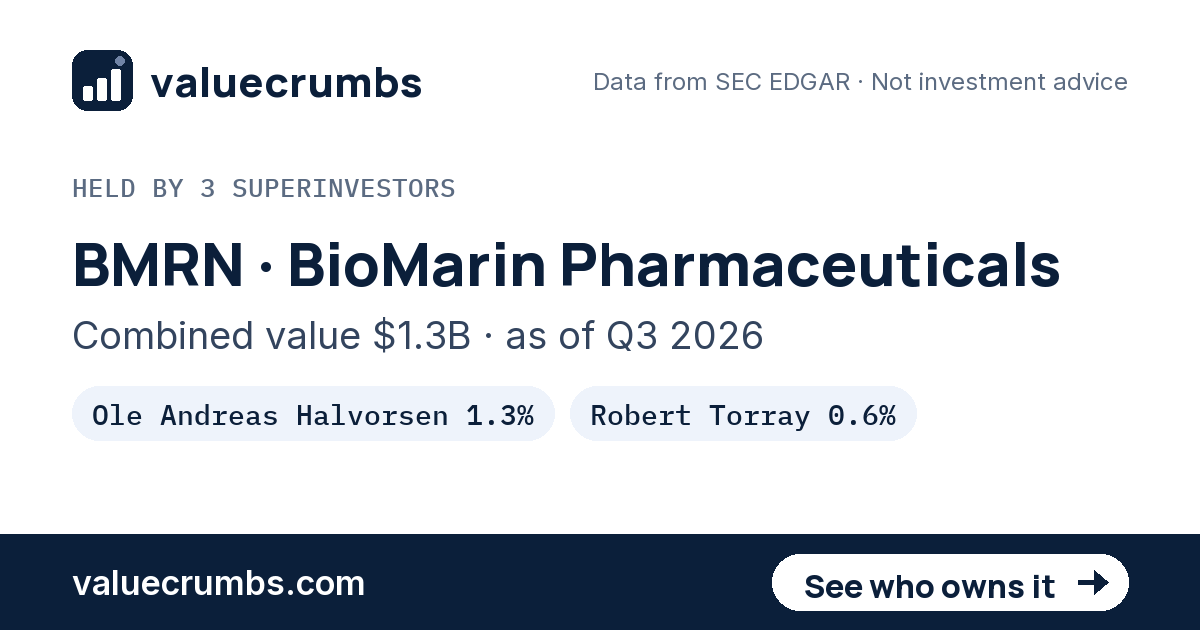 valuecrumbs
Data from SEC EDGAR · Not investment advice
HELD BY 3 SUPERINVESTORS
BMRN · BioMarin Pharmaceuticals
Combined value $1.3B · as of Q3 2026
Ole Andreas Halvorsen 1.3%
Robert Torray 0.6%
valuecrumbs.com
See who owns it →